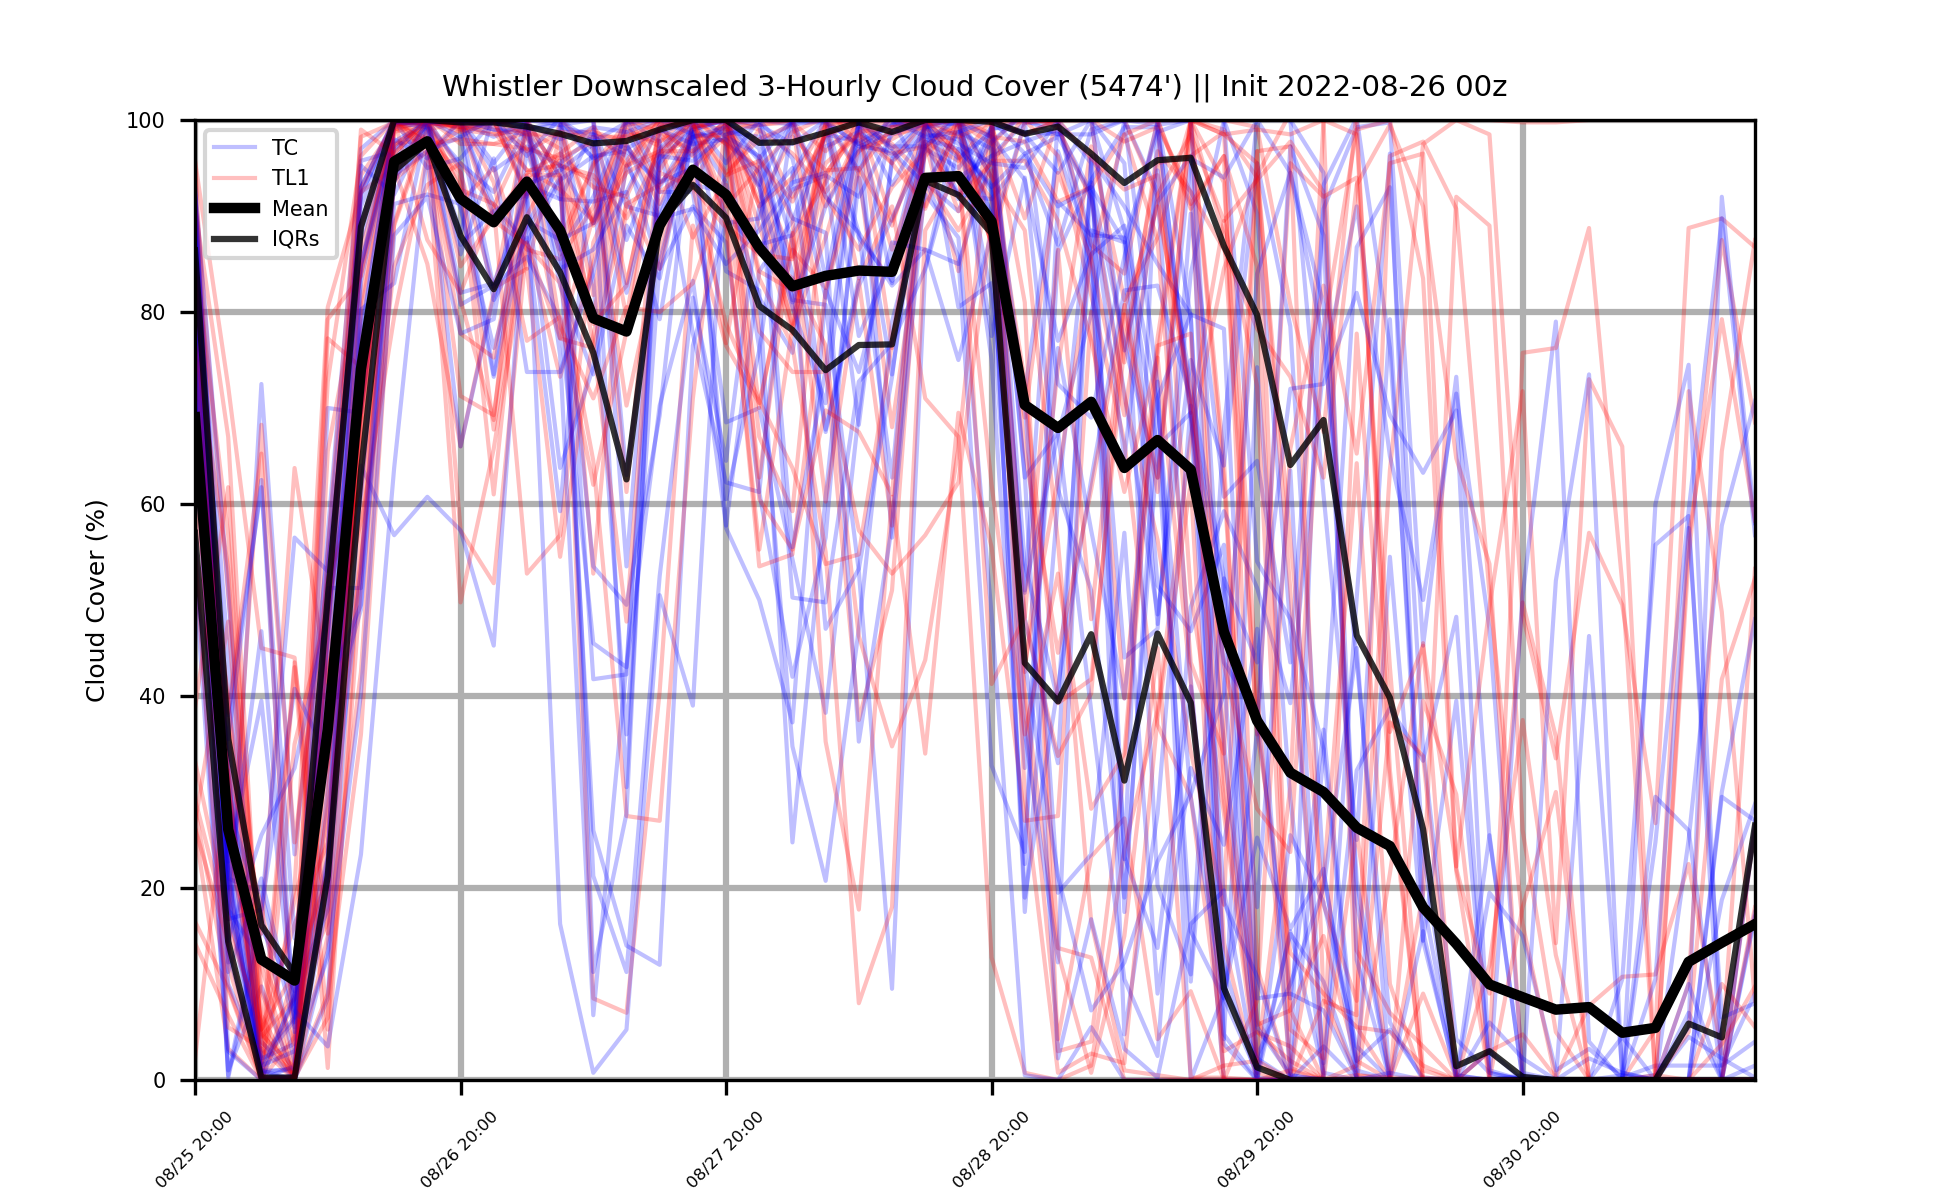 Whistler Downscaled 3-Hourly Cloud Cover (5474') || Init 2022-08-26 00z
TC
TL1
Mean
IQRs
Cloud Cover (%)
100
80
60
40
20
0
08/25 20:00
08/26 20:00
08/27 20:00
08/28 20:00
08/29 20:00
08/30 20:00